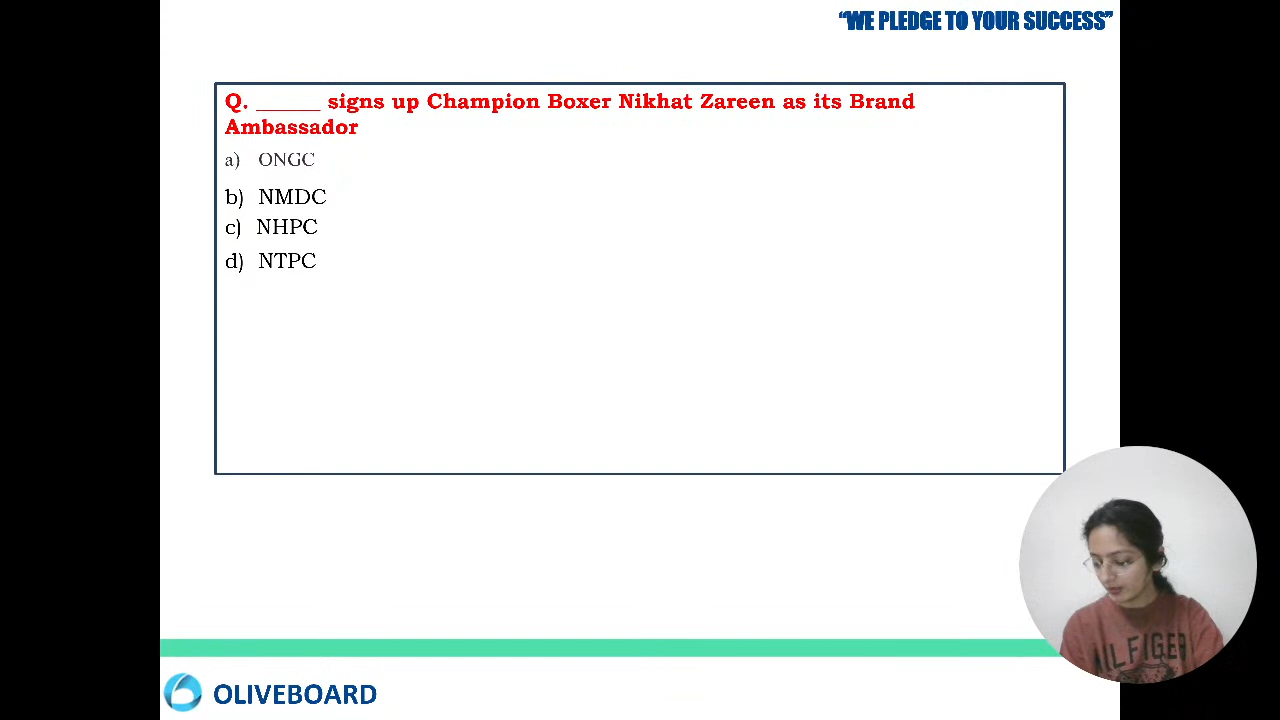 “WE PLEDGE TO YOUR SUCCESS”
Q. ______ signs up Champion Boxer Nikhat Zareen as its Brand
Ambassador
a) ONGC
b) NMDC
c) NHPC
d) NTPC
HILFIGER
OLIVEBOARD